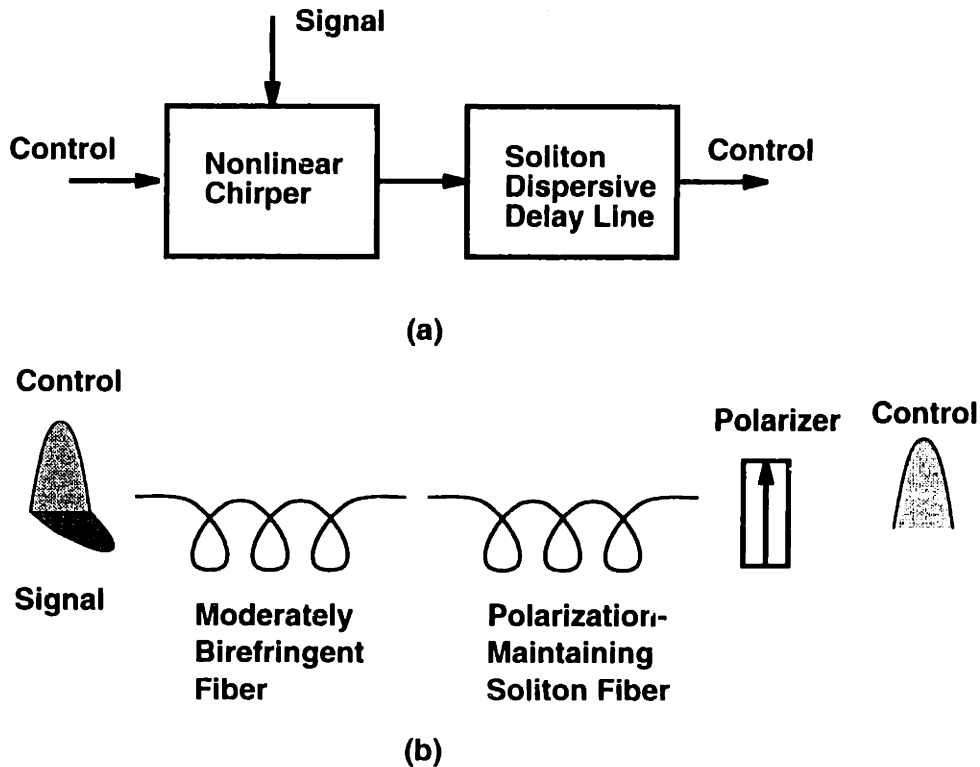 Signal
Control
Nonlinear
Chirper
Soliton
Dispersive
Delay Line
Control
(a)
Control
Signal
Moderately
Birefringent
Fiber
Polarization-
Maintaining
Soliton Fiber
Polarizer
Control
(b)